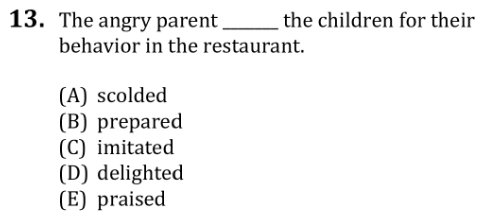 13. The angry parent ______ the children for their
behavior in the restaurant.
(A) scolded
(B) prepared
(C) imitated
(D) delighted
(E) praised